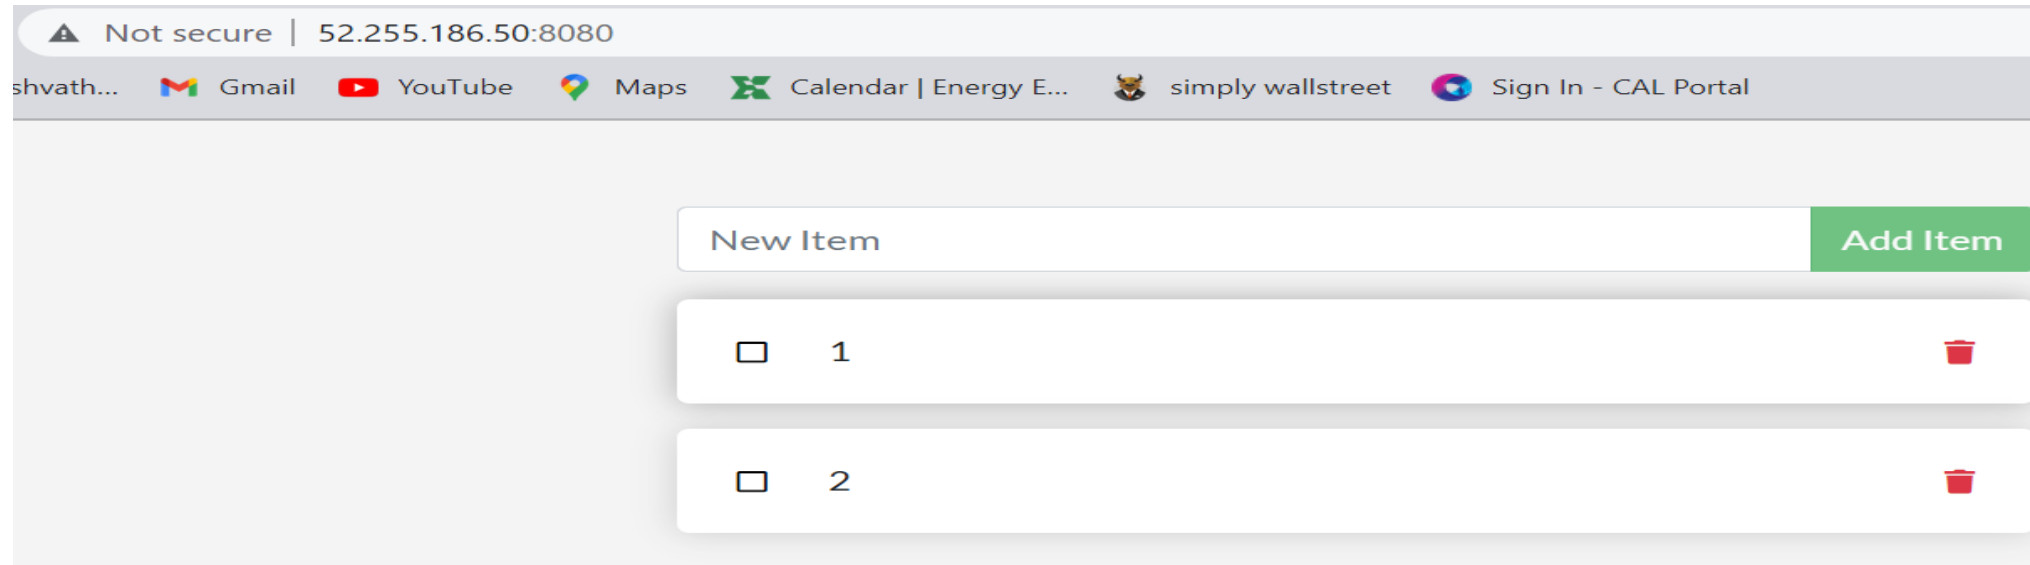 Not secure | 52.255.186.50:8080
shvath... Gmail YouTube Maps Calendar | Energy E... simply wallstreet Sign In - CAL Portal
New Item Add Item
1
2